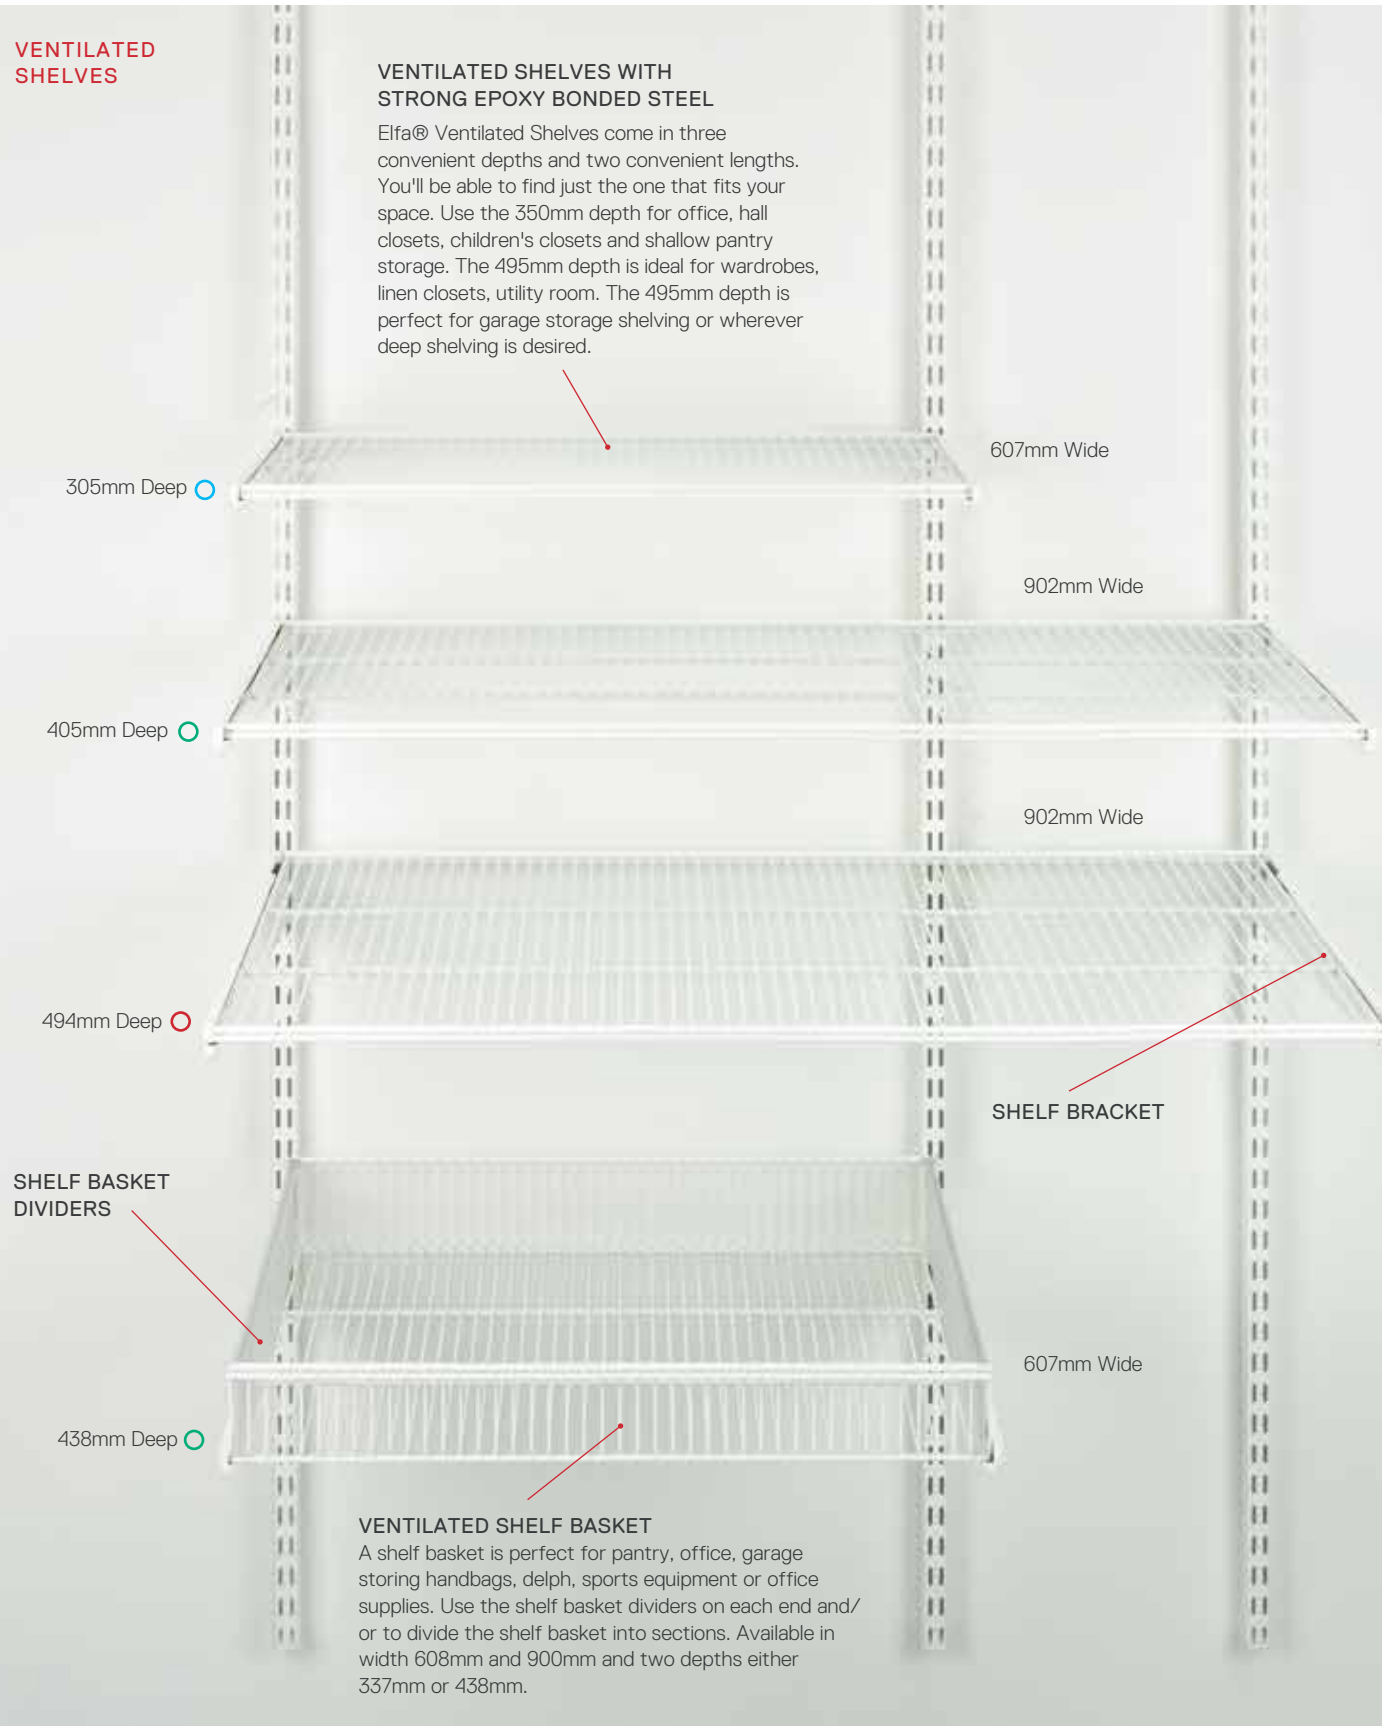 VENTILATED
SHELVES
VENTILATED SHELVES WITH
STRONG EPOXY BONDED STEEL
Elfa® Ventilated Shelves come in three
convenient depths and two convenient lengths.
You'll be able to find just the one that fits your
space. Use the 350mm depth for office, hall
closets, children's closets and shallow pantry
storage. The 495mm depth is ideal for wardrobes,
linen closets, utility room. The 495mm depth is
perfect for garage storage shelving or wherever
deep shelving is desired.
607mm Wide
305mm Deep
902mm Wide
405mm Deep
902mm Wide
494mm Deep
SHELF BRACKET
SHELF BASKET
DIVIDERS
607mm Wide
438mm Deep
VENTILATED SHELF BASKET
A shelf basket is perfect for pantry, office, garage
storing handbags, delph, sports equipment or office
supplies. Use the shelf basket dividers on each end and/
or to divide the shelf basket into sections. Available in
width 608mm and 900mm and two depths either
337mm or 438mm.